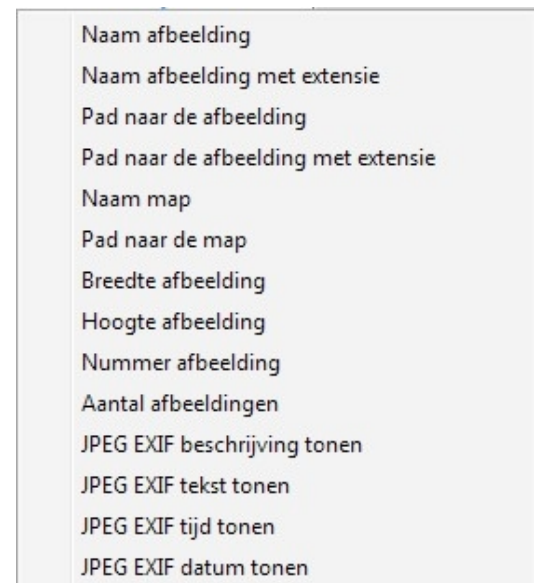 Naam afbeelding
Naam afbeelding met extensie
Pad naar de afbeelding
Pad naar de afbeelding met extensie
Naam map
Pad naar de map
Breedte afbeelding
Hoogte afbeelding
Nummer afbeelding
Aantal afbeeldingen
JPEG EXIF beschrijving tonen
JPEG EXIF tekst tonen
JPEG EXIF tijd tonen
JPEG EXIF datum tonen